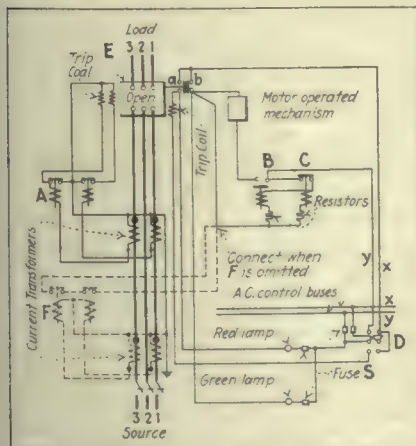 Load
E 3 2 1
Trip
Coal
Open
a b
Motor operated
mechanism
Trip Coil
A
B C
Resistors
Current Transformers
Connect when
F is omitted
y x
A.C. control buses
x
y
F
Red lamp
D
Green lamp
Fuse
S
3 2 1
Source